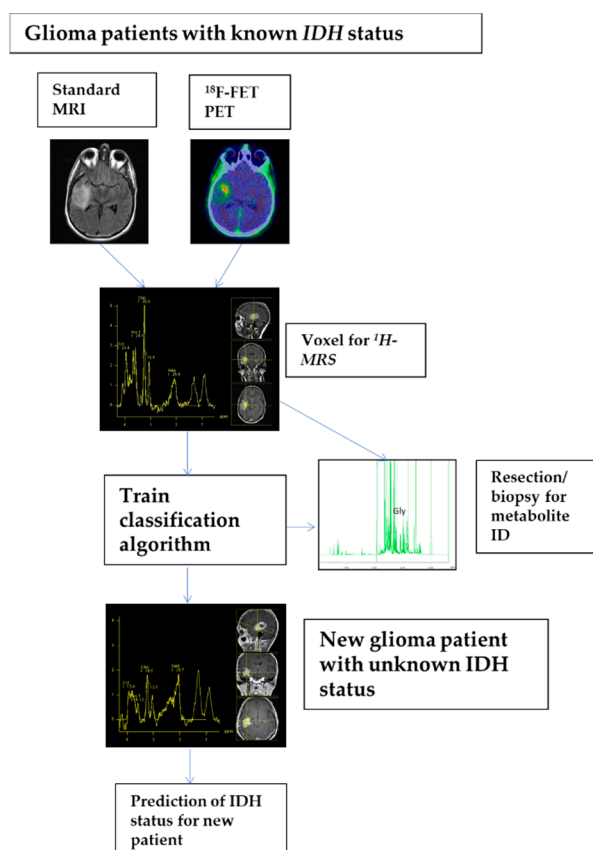 Glioma patients with known IDH status
Standard
MRI
18F-FET
PET
Voxel for 1H-
MRS
Train
classification
algorithm
Gly
Resection/
biopsy for
metabolite
ID
New glioma patient
with unknown IDH
status
Prediction of IDH
status for new
patient